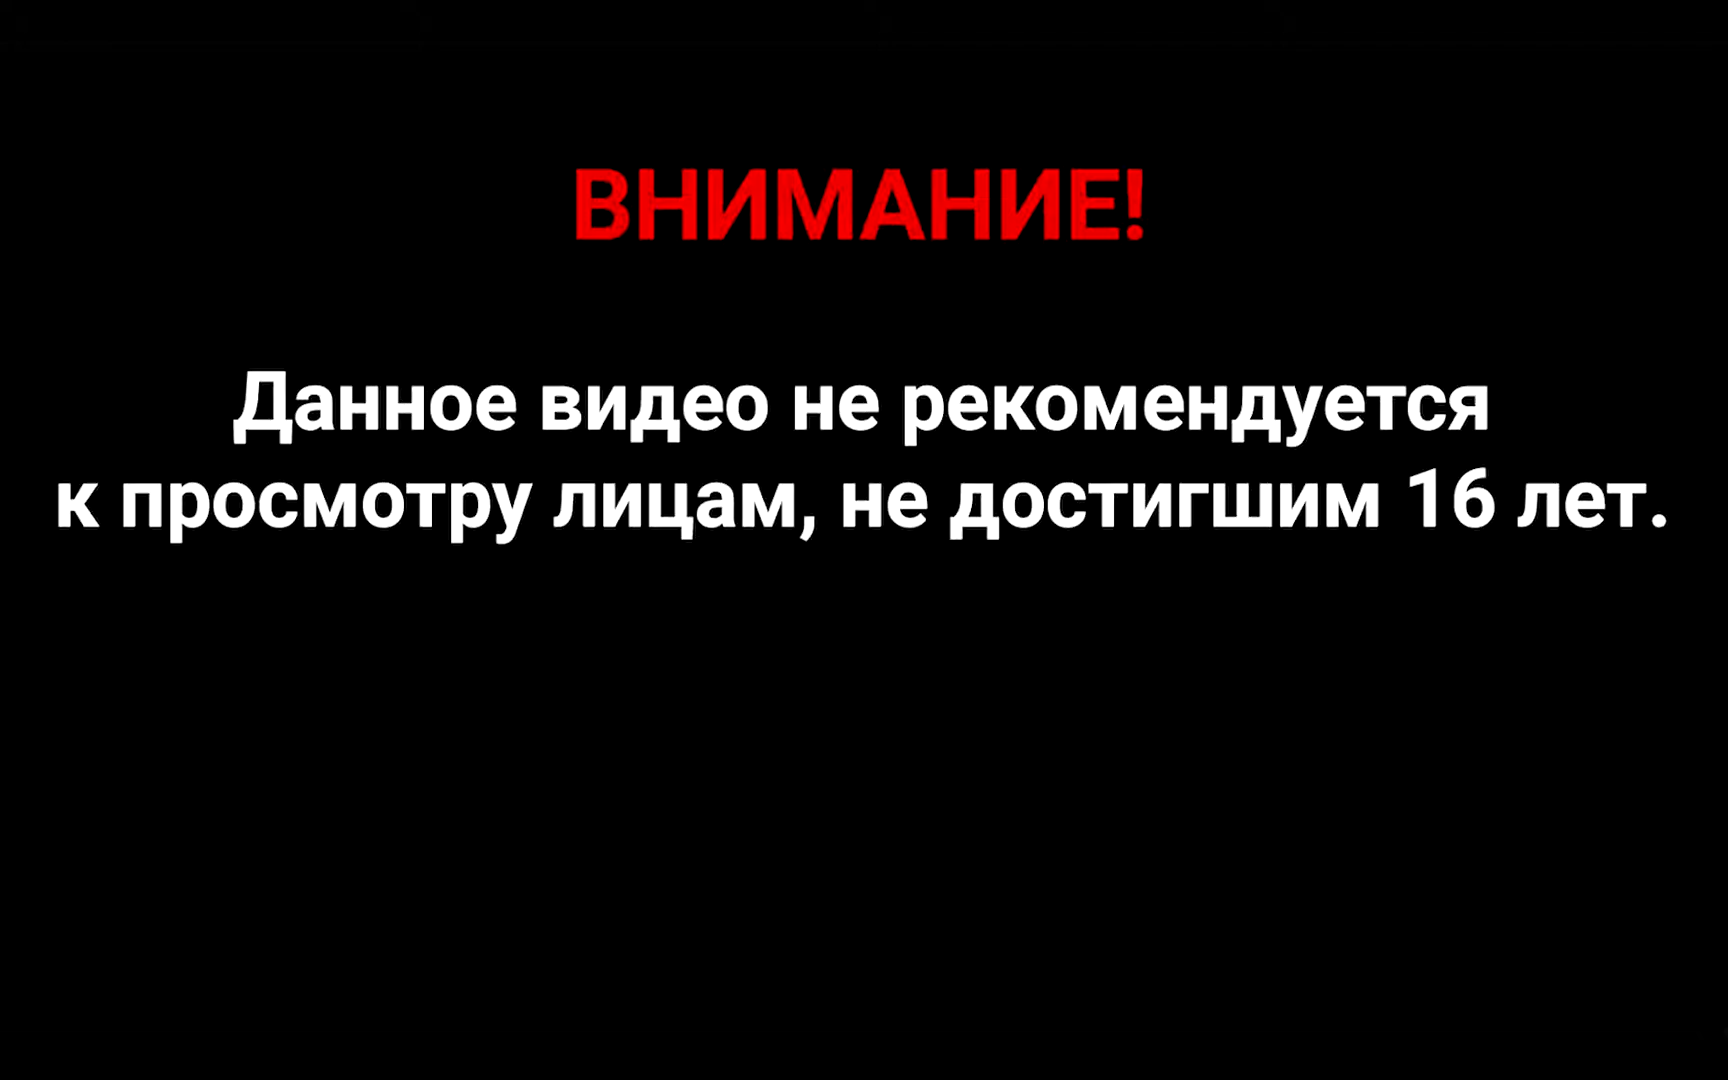 ВНИМАНИЕ!
Данное видео не рекомендуется
к просмотру лицам, не достигшим 16 лет.